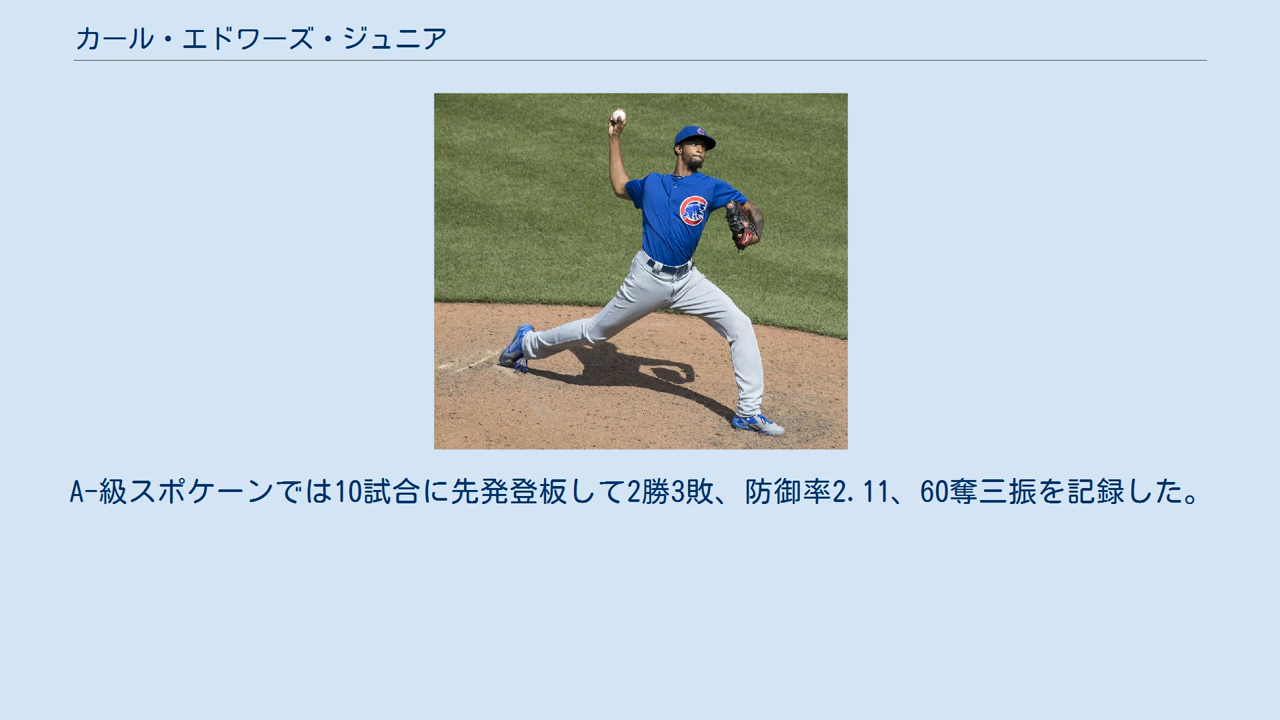 カール・エドワーズ・ジュニア
A-級スポケーンでは10試合に先発登板して2勝3敗、防御率2.11、60奪三振を記録した。